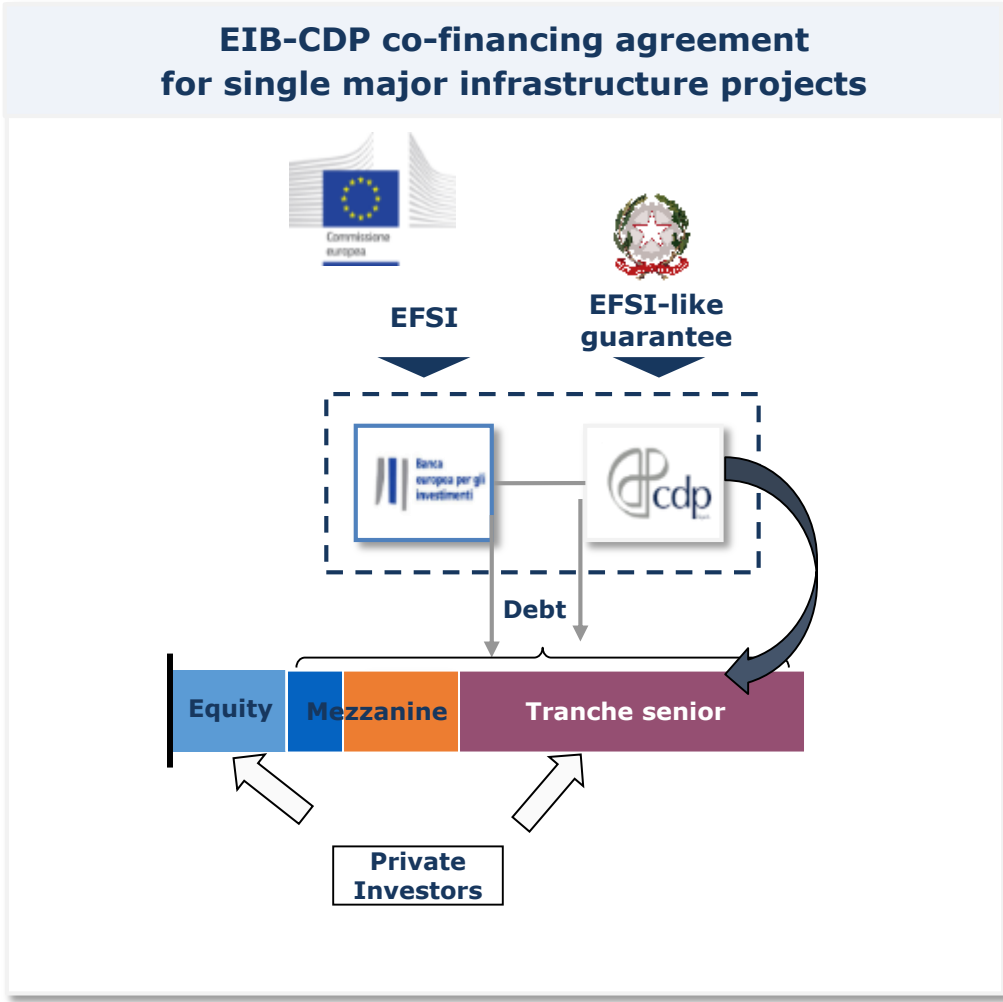 EIB-CDP co-financing agreement
for single major infrastructure projects
Commissione
europea
EFSI
EFSI-like
guarantee
Banca
europea per gli
investimenti
cdp
Debt
Equity
Mezzanine
Tranche senior
Private
Investors